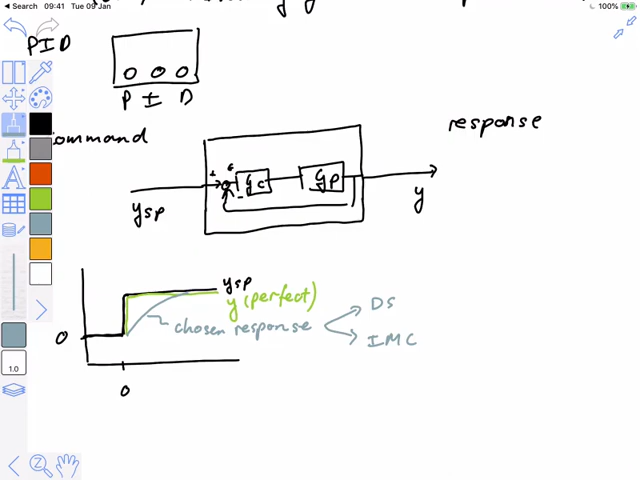 Search 09:41 Tue 09 Jan
100%
PID
P I D
ommand
response
+ e
gc
gp
-
ysp
y
ysp
y (perfect)
DS
chosen response
IMC
0
0
1.0